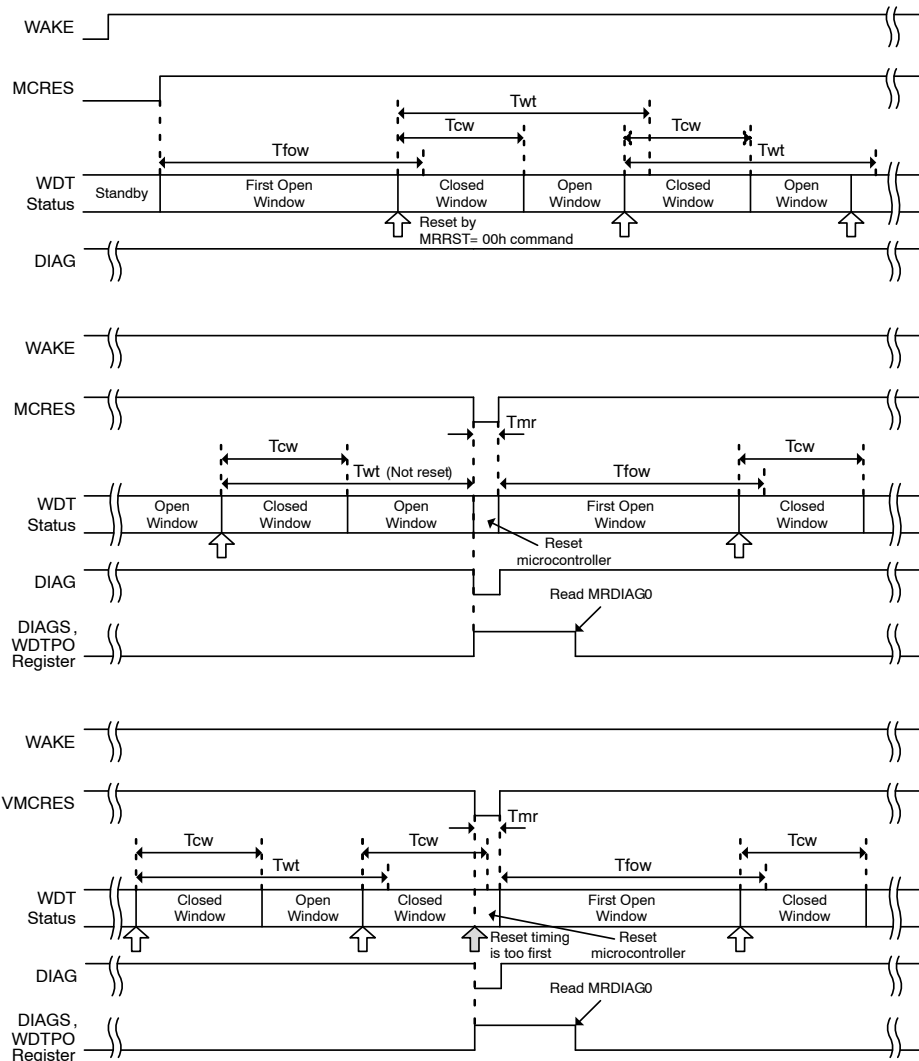 WAKE
MCRES
Twt
Tcw
Tcw
Tfow
Twt
WDT
Status
Standby
First Open
Window
Closed
Window
Open
Window
Closed
Window
Open
Window
Reset by
MRRST= 00h command
DIAG
WAKE
MCRES
Tmr
Tcw
Tcw
Twt (Not reset)
Tfow
WDT
Status
Open
Window
Closed
Window
Open
Window
First Open
Window
Closed
Window
Reset
microcontroller
DIAG
Read MRDIAG0
DIAGS,
WDTPO
Register
WAKE
VMCRES
Tmr
Tcw
Tcw
Tcw
Twt
Tfow
WDT
Status
Closed
Window
Open
Window
Closed
Window
First Open
Window
Closed
Window
Reset timing
is too first
Reset
microcontroller
DIAG
Read MRDIAG0
DIAGS,
WDTPO
Register